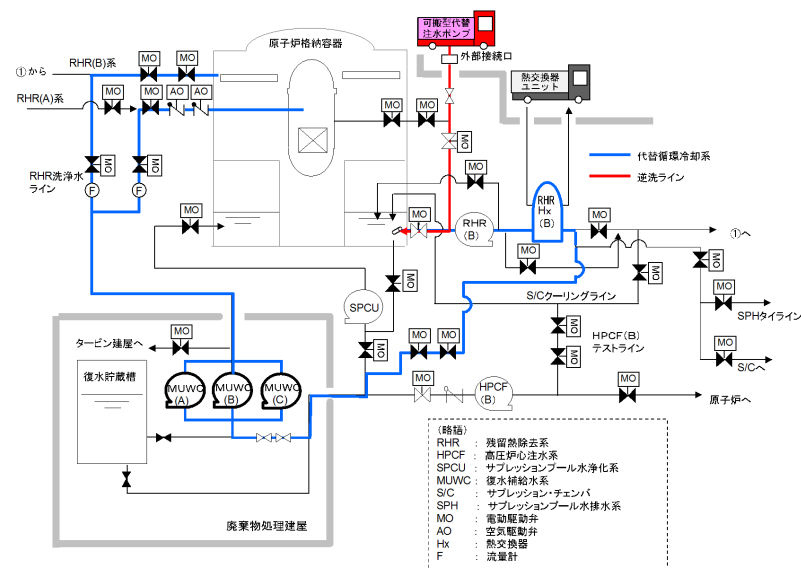 可搬型代替
注水ポンプ
原子炉格納容器
外部接続口
熱交換器
ユニット
①から
RHR(B)系
MO
MO
RHR(A)系
MO
MO
AO
AO
MO
MO
MO
代替循環冷却系
逆洗ライン
RHR洗浄水
ライン
MO
MO
F
F
MO
MO
MO
RHR
(B)
RHR
Hx
(B)
MO
①へ
MO
MO
MO
MO
SPCU
S/Cクーリングライン
MO
SPHタイライン
MO
HPCF(B)
テストライン
MO
MO
S/Cへ
タービン建屋へ
MO
MO
MO
MO
復水貯蔵槽
MUWC
(A)
MUWC
(B)
MUWC
(C)
MO
HPCF
(B)
MO
原子炉へ
廃棄物処理建屋
(略語)
RHR : 残留熱除去系
HPCF : 高圧炉心注水系
SPCU : サプレッションプール水浄化系
MUWC : 復水補給水系
S/C : サプレッション・チェンバ
SPH : サプレッションプール水排水系
MO : 電動駆動弁
AO : 空気駆動弁
Hx : 熱交換器
F : 流量計